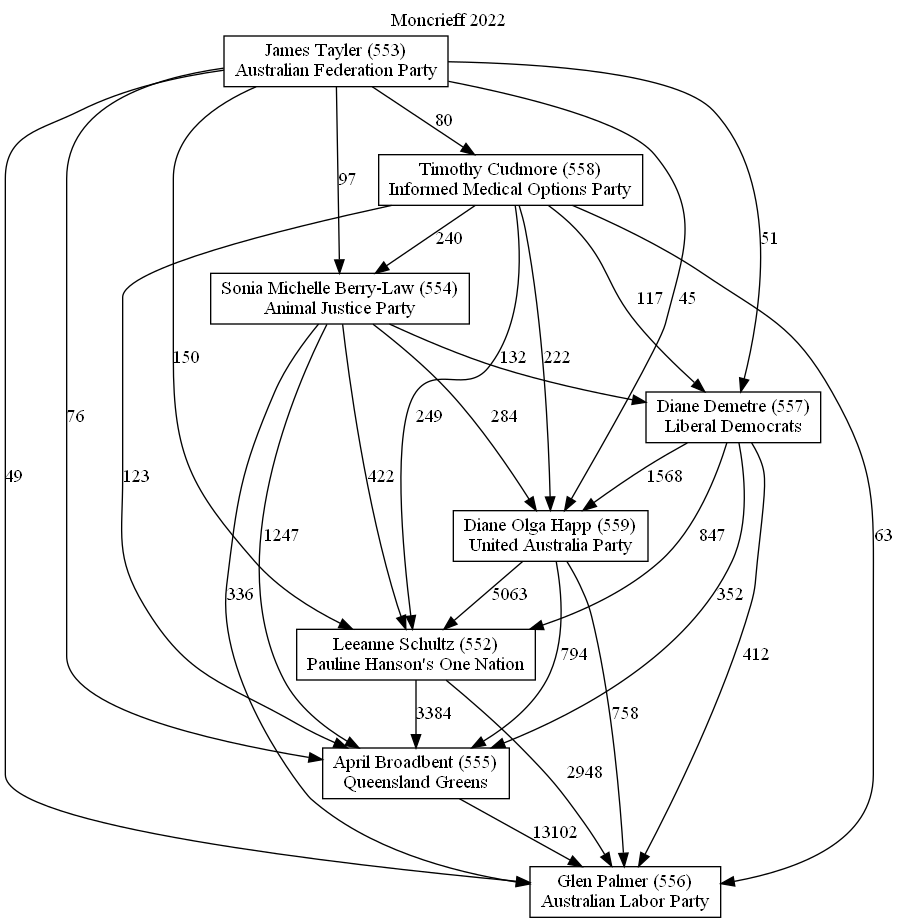 Moncrieff 2022
James Tayler (553)
Australian Federation Party
80
Timothy Cudmore (558)
Informed Medical Options Party
97
240
51
Sonia Michelle Berry-Law (554)
Animal Justice Party
117
45
150
132
222
Diane Demetre (557)
Liberal Democrats
76
249
284
49
123
422
1568
63
Diane Olga Happ (559)
United Australia Party
1247
847
336
5063
352
Leeanne Schultz (552)
Pauline Hanson's One Nation
794
412
3384
758
April Broadbent (555)
Queensland Greens
2948
13102
Glen Palmer (556)
Australian Labor Party